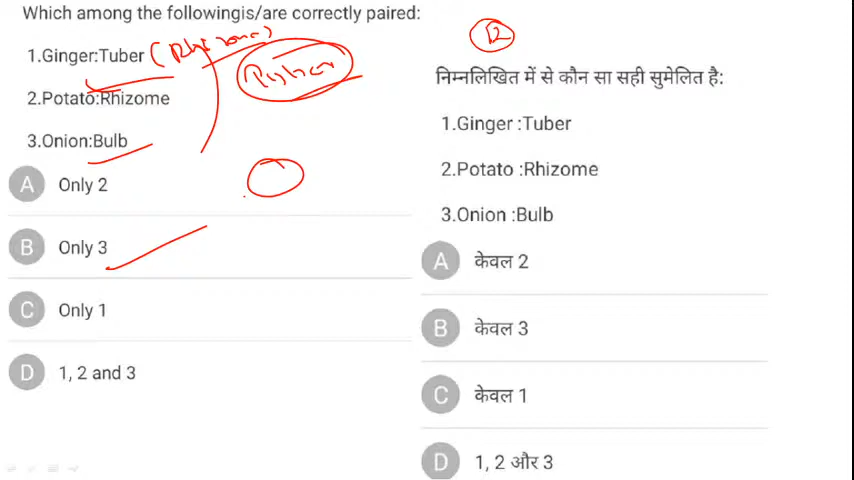 Which among the followingis/are correctly paired:
1.Ginger:Tuber (Rhizome)
2.Potato:Rhizome
3.Onion:Bulb
A Only 2
B Only 3
C Only 1
D 1, 2 and 3
निम्नलिखित में से कौन सा सही सुमेलित है:
1.Ginger :Tuber
2.Potato :Rhizome
3.Onion :Bulb
A केवल 2
B केवल 3
C केवल 1
D 1, 2 और 3